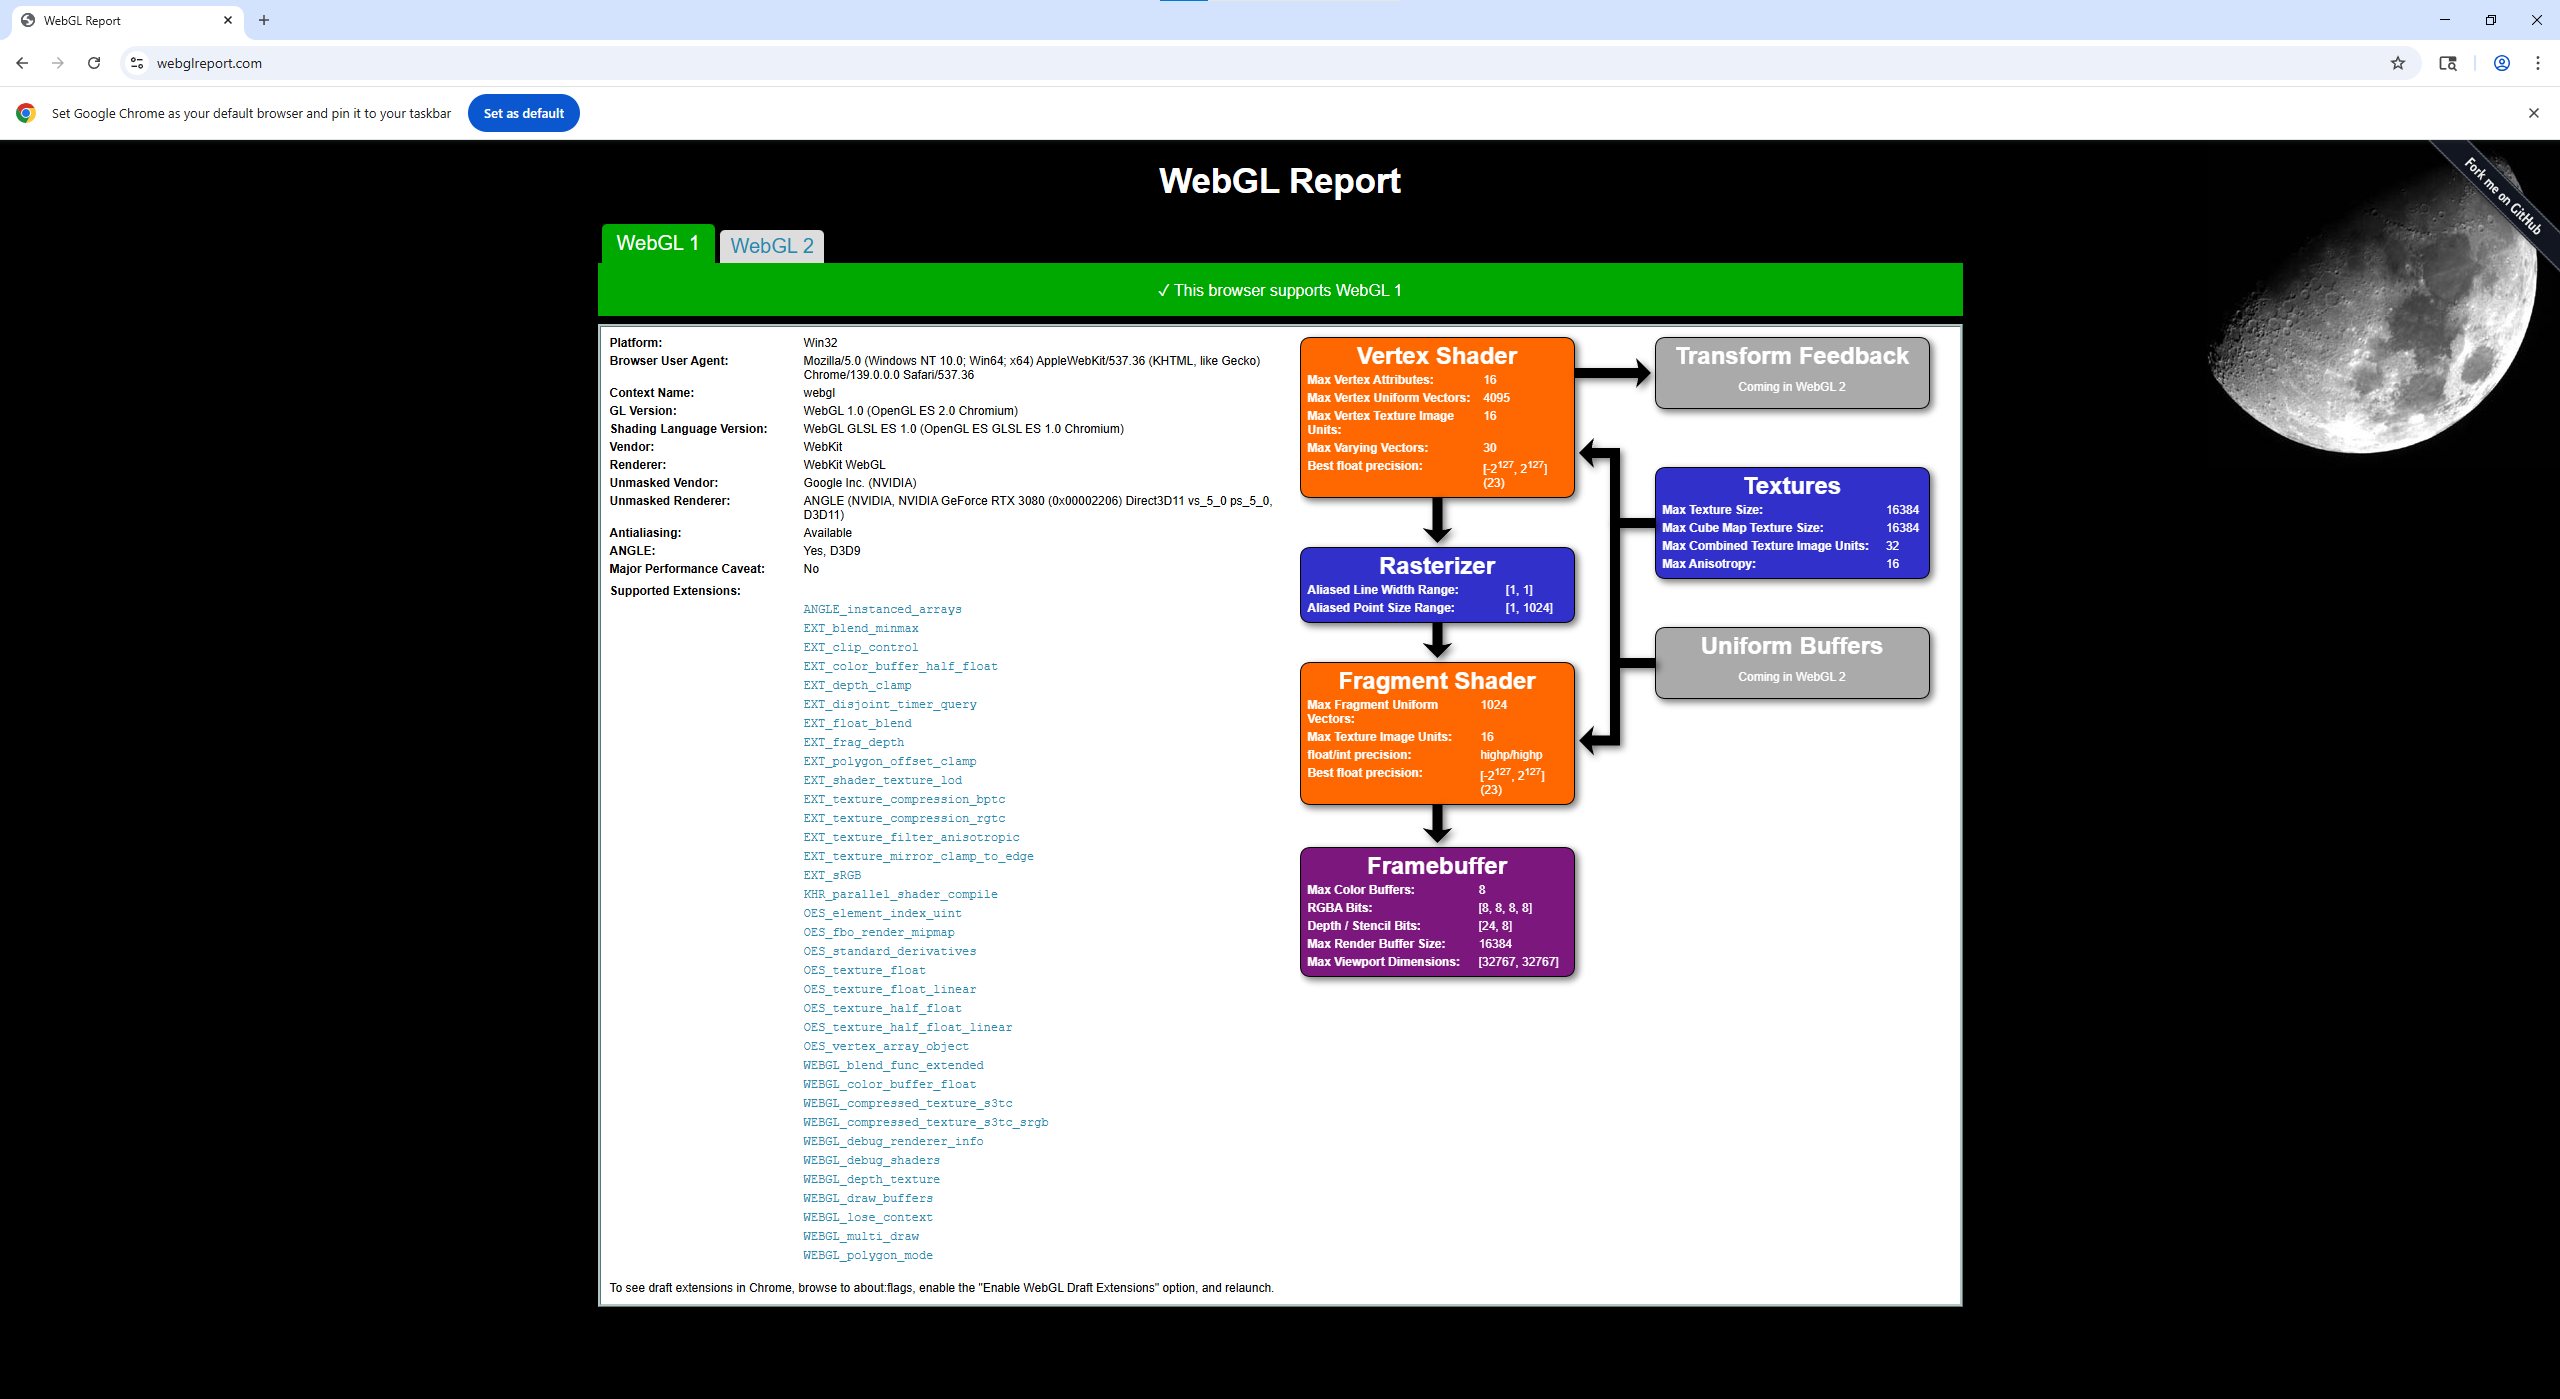 WebGL Report
webglreport.com
Set Google Chrome as your default browser and pin it to your taskbar
Set as default
Fork me on GitHub
WebGL Report
WebGL 1
WebGL 2
✓ This browser supports WebGL 1
Platform: Win32
Browser User Agent: Mozilla/5.0 (Windows NT 10.0; Win64; x64) AppleWebKit/537.36 (KHTML, like Gecko)
Chrome/139.0.0.0 Safari/537.36
Context Name: webgl
GL Version: WebGL 1.0 (OpenGL ES 2.0 Chromium)
Shading Language Version: WebGL GLSL ES 1.0 (OpenGL ES GLSL ES 1.0 Chromium)
Vendor: WebKit
Renderer: WebKit WebGL
Unmasked Vendor: Google Inc. (NVIDIA)
Unmasked Renderer: ANGLE (NVIDIA, NVIDIA GeForce RTX 3080 (0x00002206) Direct3D11 vs_5_0 ps_5_0,
D3D11)
Antialiasing: Available
ANGLE: Yes, D3D9
Major Performance Caveat: No
Supported Extensions:
ANGLE_instanced_arrays
EXT_blend_minmax
EXT_clip_control
EXT_color_buffer_half_float
EXT_depth_clamp
EXT_disjoint_timer_query
EXT_float_blend
EXT_frag_depth
EXT_polygon_offset_clamp
EXT_shader_texture_lod
EXT_texture_compression_bptc
EXT_texture_compression_rgtc
EXT_texture_filter_anisotropic
EXT_texture_mirror_clamp_to_edge
EXT_sRGB
KHR_parallel_shader_compile
OES_element_index_uint
OES_fbo_render_mipmap
OES_standard_derivatives
OES_texture_float
OES_texture_float_linear
OES_texture_half_float
OES_texture_half_float_linear
OES_vertex_array_object
WEBGL_blend_func_extended
WEBGL_color_buffer_float
WEBGL_compressed_texture_s3tc
WEBGL_compressed_texture_s3tc_srgb
WEBGL_debug_renderer_info
WEBGL_debug_shaders
WEBGL_depth_texture
WEBGL_draw_buffers
WEBGL_lose_context
WEBGL_multi_draw
WEBGL_polygon_mode
To see draft extensions in Chrome, browse to about:flags, enable the "Enable WebGL Draft Extensions" option, and relaunch.
Vertex Shader
Max Vertex Attributes: 16
Max Vertex Uniform Vectors: 4095
Max Vertex Texture Image 16
Units:
Max Varying Vectors: 30
Best float precision: [-2¹²⁷, 2¹²⁷]
(23)
Transform Feedback
Coming in WebGL 2
Textures
Max Texture Size: 16384
Max Cube Map Texture Size: 16384
Max Combined Texture Image Units: 32
Max Anisotropy: 16
Rasterizer
Aliased Line Width Range: [1, 1]
Aliased Point Size Range: [1, 1024]
Uniform Buffers
Coming in WebGL 2
Fragment Shader
Max Fragment Uniform 1024
Vectors:
Max Texture Image Units: 16
float/int precision: highp/highp
Best float precision: [-2¹²⁷, 2¹²⁷]
(23)
Framebuffer
Max Color Buffers: 8
RGBA Bits: [8, 8, 8, 8]
Depth / Stencil Bits: [24, 8]
Max Render Buffer Size: 16384
Max Viewport Dimensions: [32767, 32767]